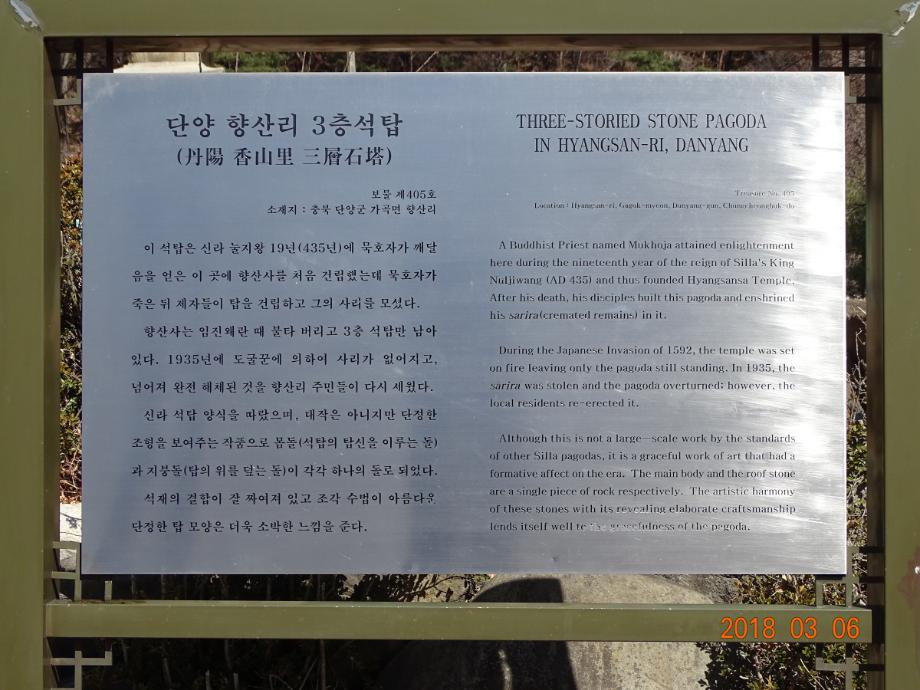 단양 향산리 3층석탑
(丹陽 香山里 三層石塔)
보물 제405호
소재지 : 충북 단양군 가곡면 향산리
이 석탑은 신라 눌지왕 19년(435년)에 묵호자가 깨달
음을 얻은 이 곳에 향산사를 처음 건립했는데 묵호자가
죽은 뒤 제자들이 탑을 건립하고 그의 사리를 모셨다.
향산사는 임진왜란 때 불타 버리고 3층 석탑만 남아
있다. 1935년에 도굴꾼에 의하여 사리가 없어지고,
넘어져 완전 해체된 것을 향산리 주민들이 다시 세웠다.
신라 석탑 양식을 따랐으며, 대작은 아니지만 단정한
조형을 보여주는 작품으로 몸돌(석탑의 탑신을 이루는 돌)
과 지붕돌(탑의 위를 덮는 돌)이 각각 하나의 돌로 되었다.
석재의 결합이 잘 짜여져 있고 조각 수법이 아름다운
단정한 탑 모양은 더욱 소박한 느낌을 준다.
THREE-STORIED STONE PAGODA
IN HYANGSAN-RI, DANYANG
Treasure No. 405
Location : Hyangsan-ri, Gagok-myeon, Danyang-gun, Chungcheongbuk-do
A Buddhist Priest named Mukhoja attained enlightenment
here during the nineteenth year of the reign of Silla's King
Nuljiwang (AD 435) and thus founded Hyangsansa Temple.
After his death, his disciples built this pagoda and enshrined
his sarira(cremated remains) in it.
During the Japanese Invasion of 1592, the temple was set
on fire leaving only the pagoda still standing. In 1935, the
sarira was stolen and the pagoda overturned; however, the
local residents re-erected it.
Although this is not a large—scale work by the standards
of other Silla pagodas, it is a graceful work of art that had a
formative affect on the era. The main body and the roof stone
are a single piece of rock respectively. The artistic harmony
of these stones with its revealing elaborate craftsmanship
lends itself well to the gracefulness of the pagoda.
2018 03 06